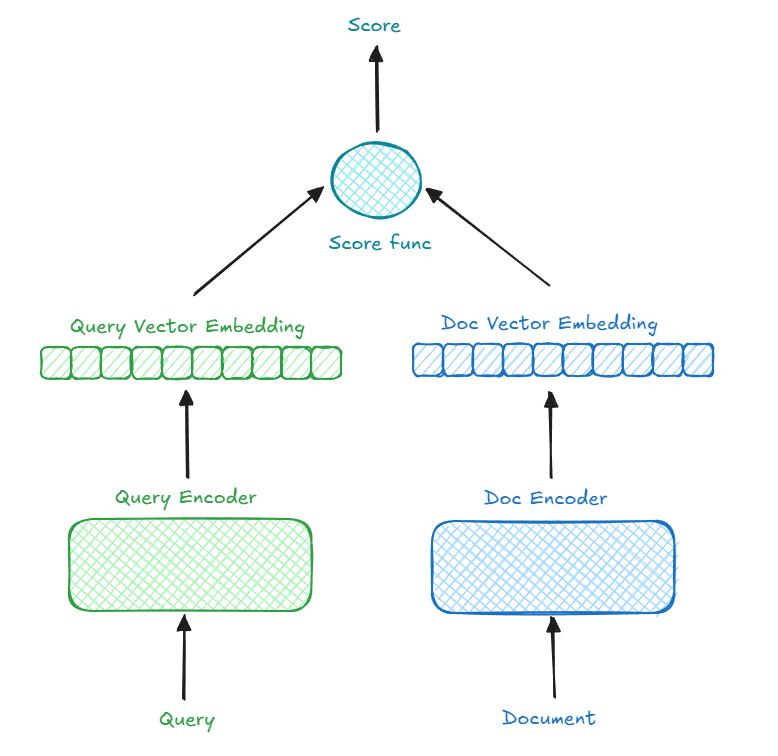 Score
Score func
Query Vector Embedding
Doc Vector Embedding
Query Encoder
Doc Encoder
Query
Document